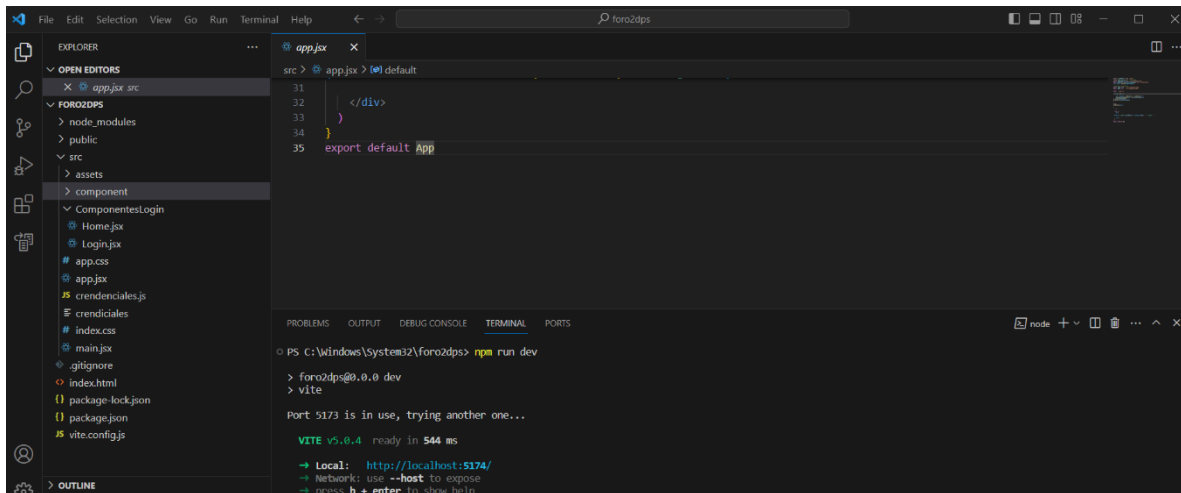 File Edit Selection View Go Run Terminal Help
foro2dps
EXPLORER
OPEN EDITORS
app.jsx src
FORO2DPS
node_modules
public
src
assets
component
ComponentesLogin
Home.jsx
Login.jsx
# app.css
app.jsx
JS crendenciales.js
crendiciales
# index.css
main.jsx
.gitignore
<> index.html
{} package-lock.json
{} package.json
JS vite.config.js
OUTLINE
app.jsx
src > app.jsx > default
31
32 </div>
33 )
34 }
35 export default App
PROBLEMS OUTPUT DEBUG CONSOLE TERMINAL PORTS
node
PS C:\Windows\System32\foro2dps> npm run dev
> foro2dps@0.0.0 dev
> vite
Port 5173 is in use, trying another one...
VITE v5.0.4 ready in 544 ms
→ Local: http://localhost:5174/
→ Network: use --host to expose
→ press h + enter to show help